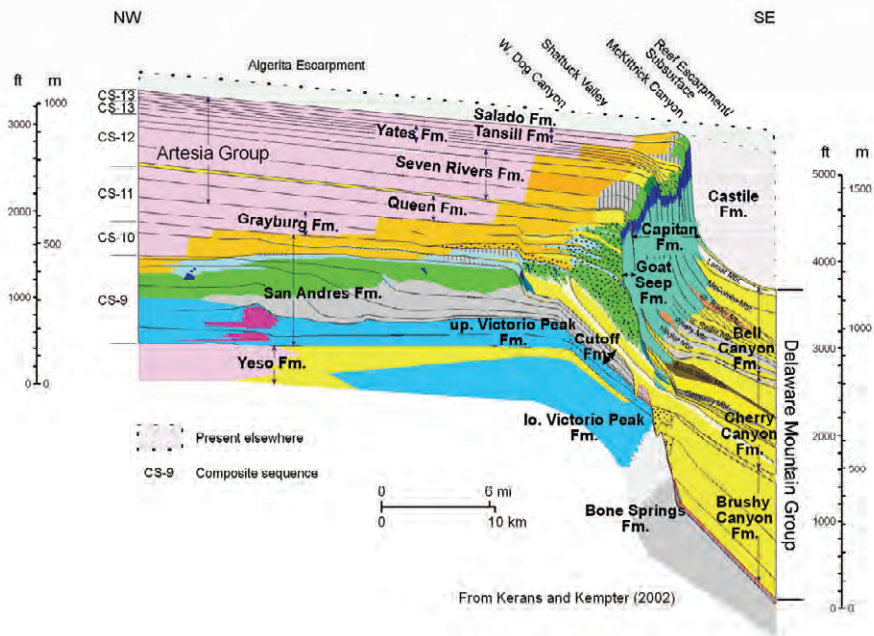 NW
SE
Algerita Escarpment
W. Dog Canyon
Shattuck Valley
McKittrick Canyon
Reef Escarpment/
Subsurface
ft m
3000
2000
1000
0
1000
500
0
CS-13
CS-13
CS-12
CS-11
CS-10
CS-9
Salado Fm.
Yates Fm.
Tansill Fm.
Artesia Group
Seven Rivers Fm.
Queen Fm.
Grayburg Fm.
San Andres Fm.
up. Victorio Peak
Fm.
Yeso Fm.
Cutoff
Fm.
lo. Victorio Peak
Fm.
Bone Springs
Fm.
Capitan
Fm.
Goat
Seep
Fm.
Castile
Fm.
Lamar Mbr.
McCombs Mbr.
Bell
Canyon
Fm.
Cherry
Canyon
Fm.
Brushy
Canyon
Fm.
Delaware Mountain Group
ft m
5000
4000
3000
2000
1000
0
1500
1000
500
0
Present elsewhere
CS-9 Composite sequence
0 6 mi
0 10 km
From Kerans and Kempter (2002)